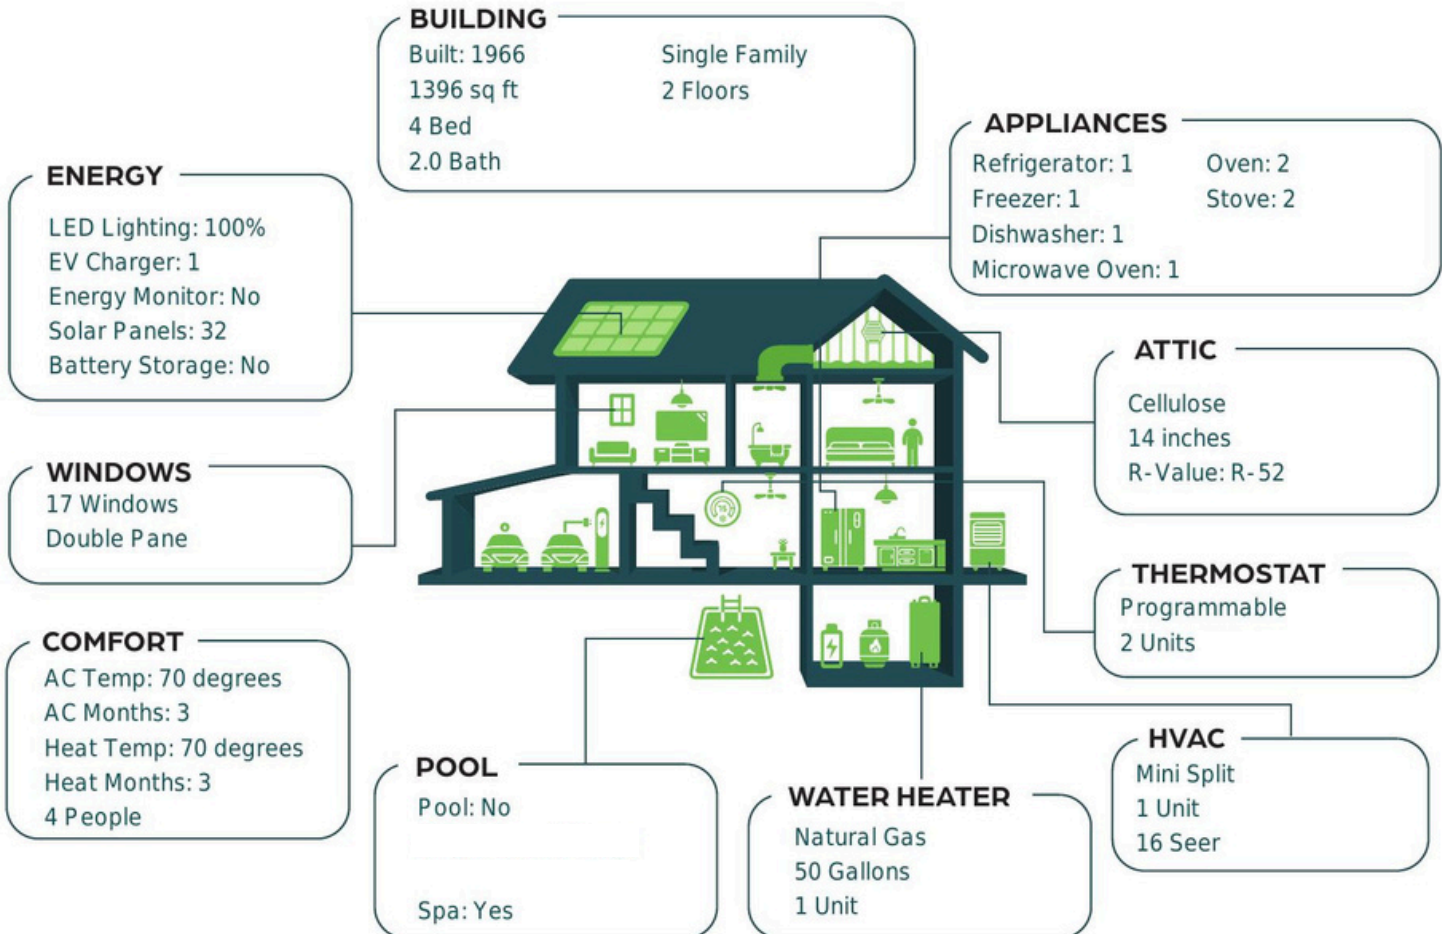 BUILDING
Built: 1966
1396 sq ft
4 Bed
2.0 Bath
Single Family
2 Floors
APPLIANCES
Refrigerator: 1
Freezer: 1
Dishwasher: 1
Microwave Oven: 1
Oven: 2
Stove: 2
ENERGY
LED Lighting: 100%
EV Charger: 1
Energy Monitor: No
Solar Panels: 32
Battery Storage: No
ATTIC
Cellulose
14 inches
R-Value: R-52
WINDOWS
17 Windows
Double Pane
THERMOSTAT
Programmable
2 Units
COMFORT
AC Temp: 70 degrees
AC Months: 3
Heat Temp: 70 degrees
Heat Months: 3
4 People
POOL
Pool: No
Spa: Yes
WATER HEATER
Natural Gas
50 Gallons
1 Unit
HVAC
Mini Split
1 Unit
16 Seer